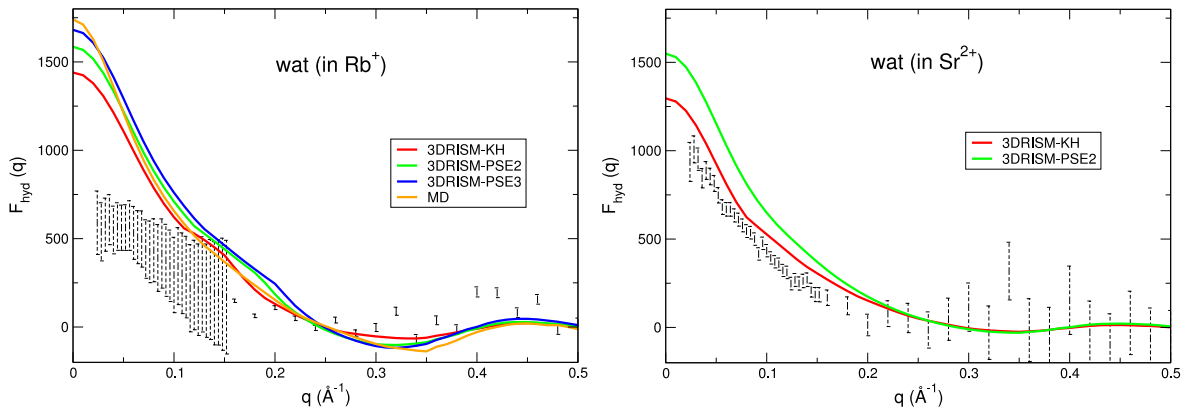 wat (in Rb⁺)
3DRISM-KH
3DRISM-PSE2
3DRISM-PSE3
MD
1500
1000
500
0
F_hyd (q)
0
0.1
0.2
0.3
0.4
0.5
q (Å⁻¹)
wat (in Sr²⁺)
3DRISM-KH
3DRISM-PSE2
1500
1000
500
0
F_hyd (q)
0
0.1
0.2
0.3
0.4
0.5
q (Å⁻¹)